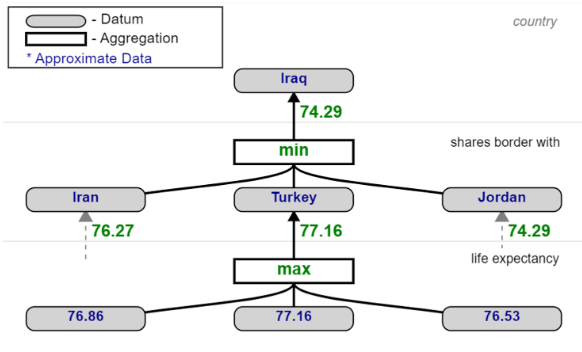 - Datum
- Aggregation
* Approximate Data
country
Iraq
74.29
min
shares border with
Iran
Turkey
Jordan
76.27
77.16
74.29
life expectancy
max
76.86
77.16
76.53